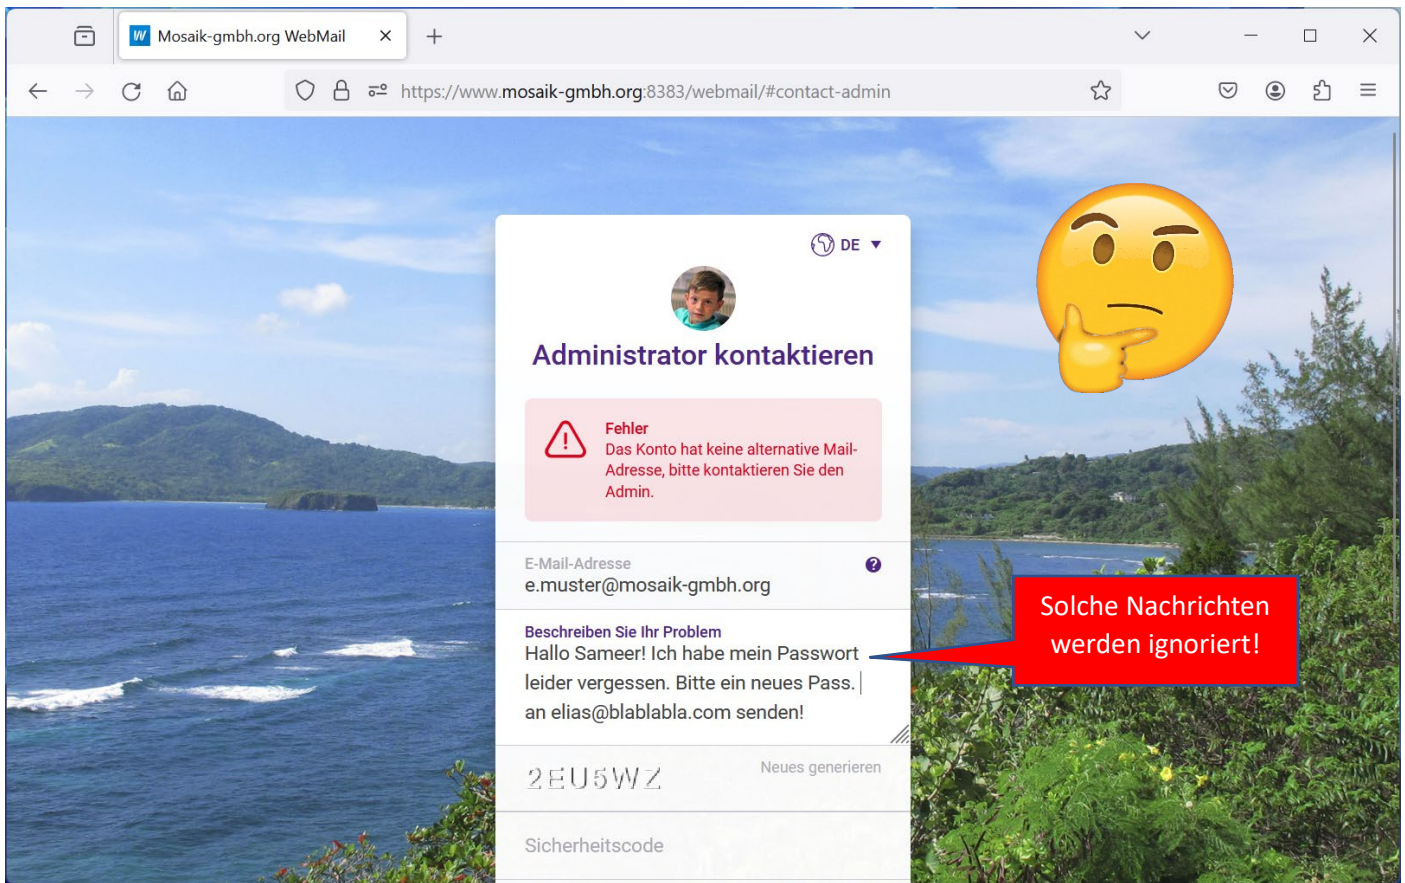 Mosaik-gmbh.org WebMail
https://www.mosaik-gmbh.org:8383/webmail/#contact-admin
DE
Administrator kontaktieren
Fehler
Das Konto hat keine alternative Mail-
Adresse, bitte kontaktieren Sie den
Admin.
E-Mail-Adresse
e.muster@mosaik-gmbh.org
Beschreiben Sie Ihr Problem
Hallo Sameer! Ich habe mein Passwort
leider vergessen. Bitte ein neues Pass.
an elias@blablabla.com senden!
Solche Nachrichten
werden ignoriert!
2EU5WZ
Neues generieren
Sicherheitscode